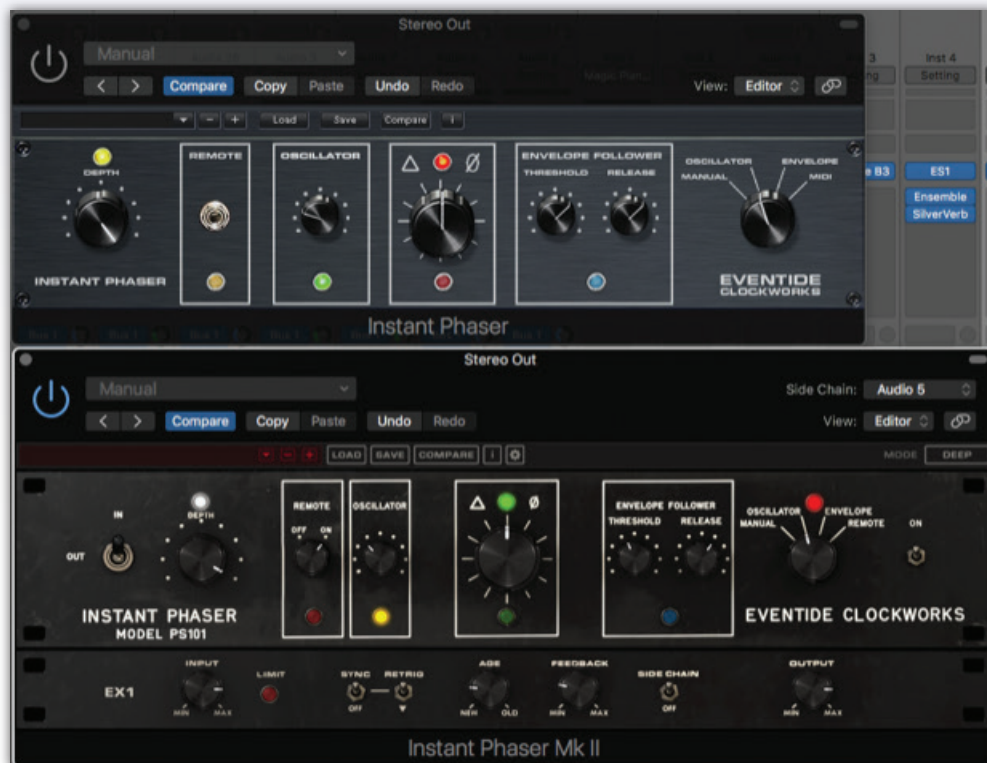 Stereo Out
Manual
3
Inst 4
Setting
Compare Copy Paste Undo Redo
View: Editor
Load Save Compare i
DEPTH
REMOTE
OSCILLATOR
△ Ø
ENVELOPE FOLLOWER
THRESHOLD RELEASE
OSCILLATOR ENVELOPE
MANUAL MIDI
e B3
ES1
Ensemble
SilverVerb
INSTANT PHASER
EVENTIDE
CLOCKWORKS
Instant Phaser
Stereo Out
Manual
Side Chain: Audio 5
Compare Copy Paste Undo Redo
View: Editor
LOAD SAVE COMPARE i
MODE DEEP
IN
OUT
DEPTH
REMOTE
OFF ON
OSCILLATOR
△ Ø
ENVELOPE FOLLOWER
THRESHOLD RELEASE
OSCILLATOR ENVELOPE
MANUAL REMOTE
ON
INSTANT PHASER
MODEL PS101
EVENTIDE CLOCKWORKS
EX1
INPUT
MIN MAX
LIMIT
SYNC RETRIG
OFF
AGE
NEW OLD
FEEDBACK
MIN MAX
SIDE CHAIN
OFF
OUTPUT
MIN MAX
Instant Phaser Mk II